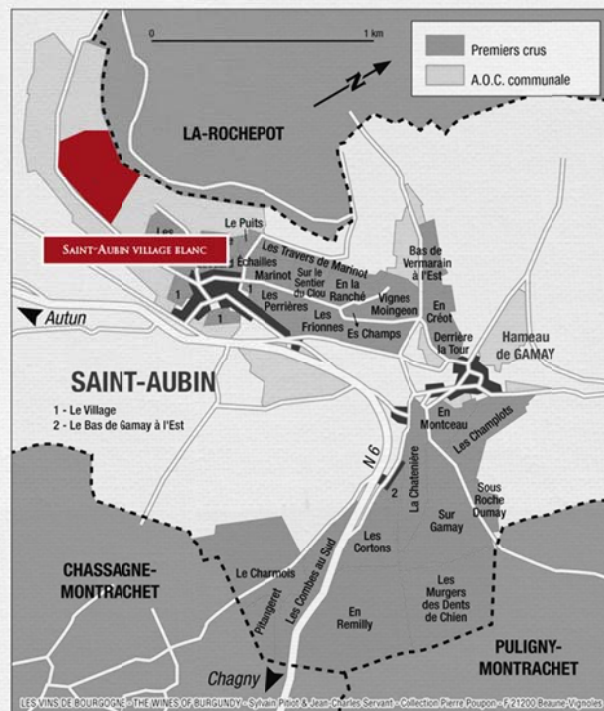 0 1 km
N
Premiers crus
A.O.C. communale
LA-ROCHEPOT
Le Puits
Les
SAINT-AUBIN VILLAGE BLANC
Échailles
Les Travers de Marinot
Marinot
Sur le
Sentier
du Clou
En la
Ranché
Bas de
Vermarain
à l'Est
Vignes
Moingeon
En
Créot
Les
Perrières
Les
Frionnes
Es Champs
Derrière
la Tour
Hameau
de GAMAY
1
1
Autun
SAINT-AUBIN
1 - Le Village
2 - Le Bas de Gamay à l'Est
En
Montceau
Les Champlots
N 6
La Chatenière
2
Sous
Roche
Dumay
Sur
Gamay
Les
Cortons
CHASSAGNE-
MONTRACHET
Le Charmois
Pitangeret
Les Combes au Sud
En
Remilly
Les
Murgers
des Dents
de Chien
PULIGNY-
MONTRACHET
Chagny
LES VINS DE BOURGOGNE - THE WINES OF BURGUNDY - Sylvain Pitiot & Jean-Charles Servant - Collection Pierre Poupon - F 21200 Beaune-Vignoles